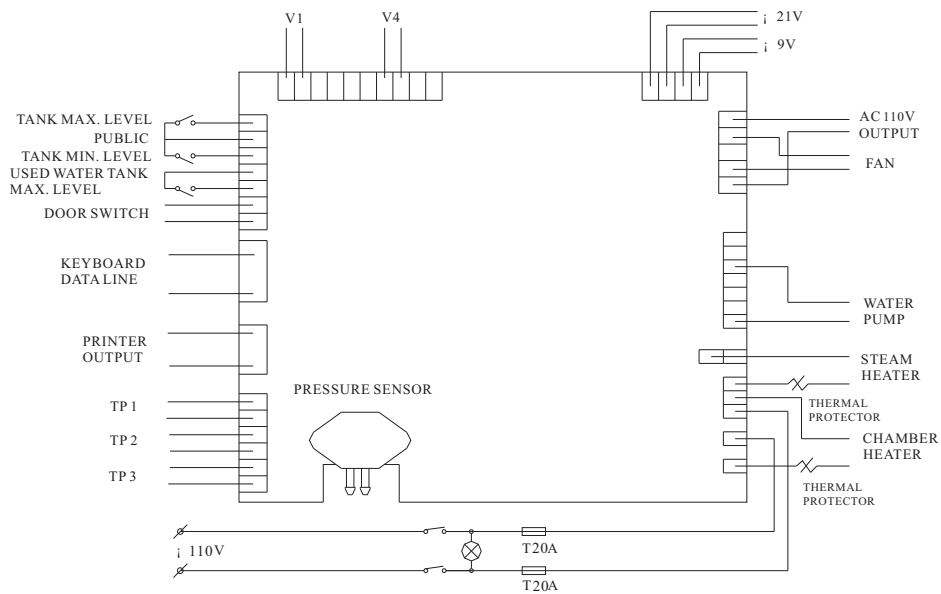 V1
V4
¡ 21V
¡ 9V
TANK MAX. LEVEL
PUBLIC
TANK MIN. LEVEL
USED WATER TANK
MAX. LEVEL
DOOR SWITCH
KEYBOARD
DATA LINE
PRINTER
OUTPUT
TP 1
TP 2
TP 3
PRESSURE SENSOR
AC 110V
OUTPUT
FAN
WATER
PUMP
STEAM
HEATER
THERMAL
PROTECTOR
CHAMBER
HEATER
THERMAL
PROTECTOR
¡ 110V
T20A
T20A